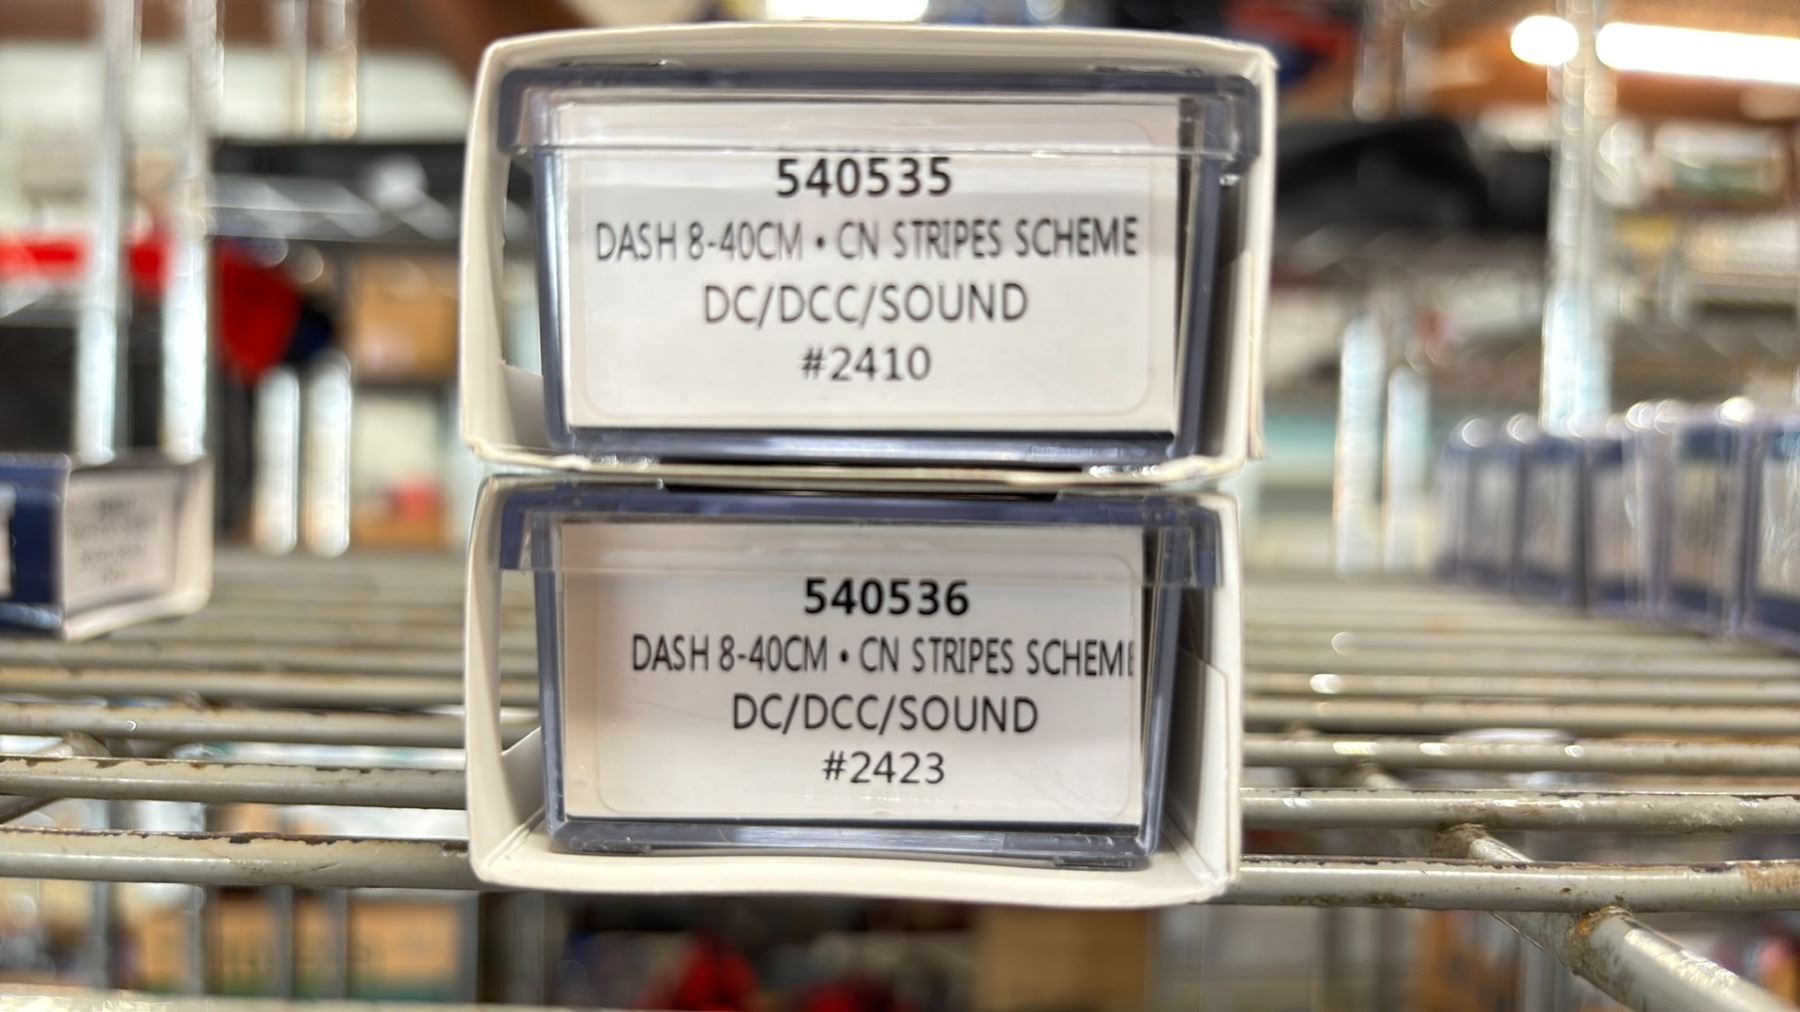 540535
DASH 8-40CM • CN STRIPES SCHEME
DC/DCC/SOUND
#2410
540536
DASH 8-40CM • CN STRIPES SCHEME
DC/DCC/SOUND
#2423